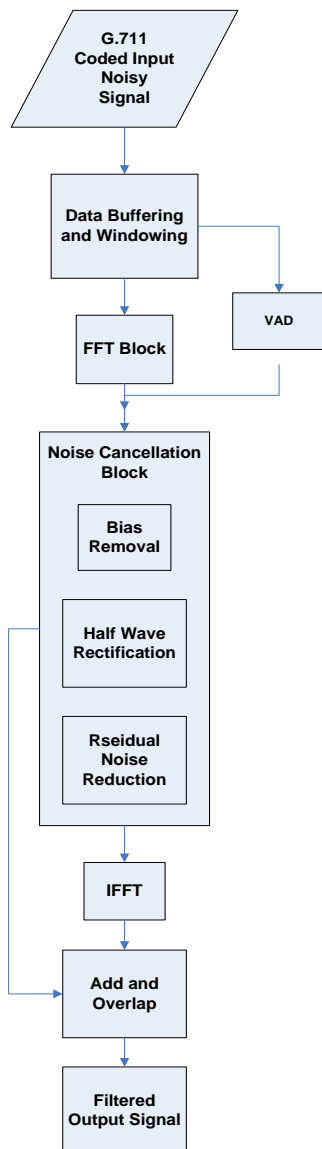 G.711
Coded Input
Noisy
Signal
Data Buffering
and Windowing
VAD
FFT Block
Noise Cancellation
Block
Bias
Removal
Half Wave
Rectification
Rseidual
Noise
Reduction
IFFT
Add and
Overlap
Filtered
Output Signal